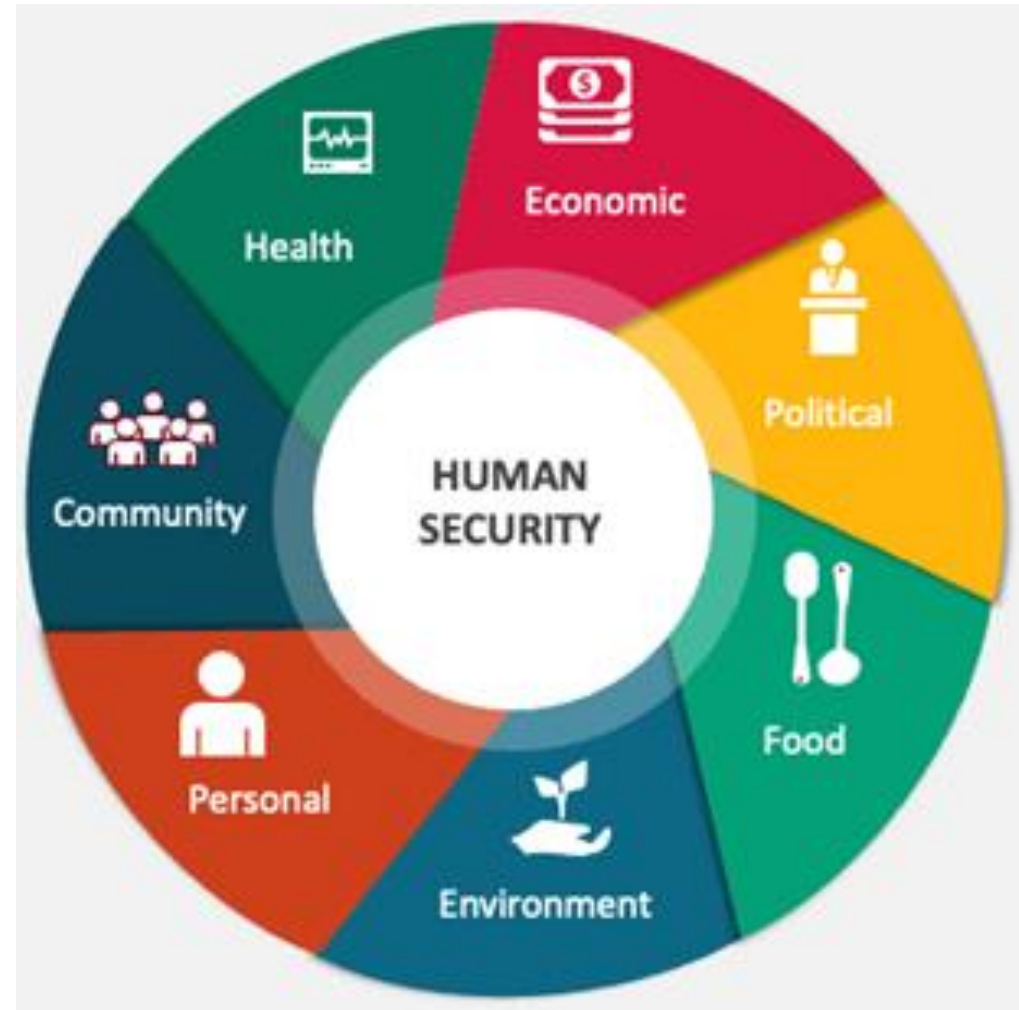 HUMAN
SECURITY
Economic
Political
Food
Environment
Personal
Community
Health